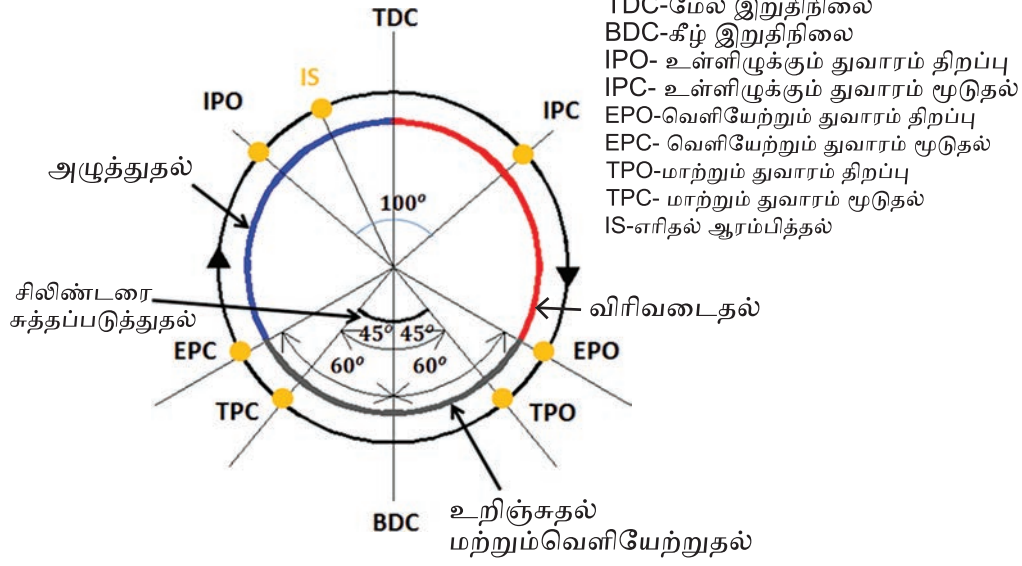 TDC
TDC-மேல் இறுதிநிலை
BDC-கீழ் இறுதிநிலை
IPO- உள்ளிழுக்கும் துவாரம் திறப்பு
IPC- உள்ளிழுக்கும் துவாரம் மூடுதல்
EPO-வெளியேற்றும் துவாரம் திறப்பு
EPC- வெளியேற்றும் துவாரம் மூடுதல்
TPO-மாற்றும் துவாரம் திறப்பு
TPC- மாற்றும் துவாரம் மூடுதல்
IS-எரிதல் ஆரம்பித்தல்
IS
IPO
IPC
அழுத்துதல்
100°
சிலிண்டரை
சுத்தப்படுத்துதல்
விரிவடைதல்
45° 45°
EPC
EPO
60° 60°
TPC
TPO
BDC
உறிஞ்சுதல்
மற்றும்வெளியேற்றுதல்